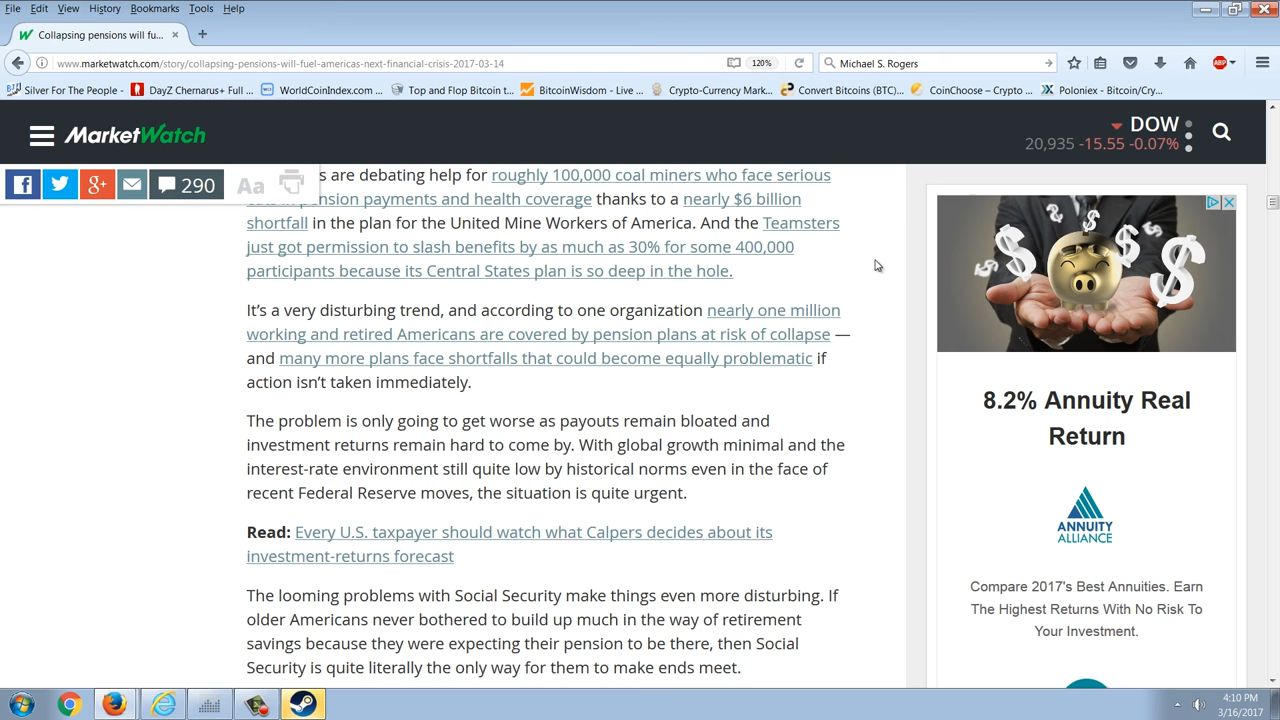 File Edit View History Bookmarks Tools Help
Collapsing pensions will fu... × +
www.marketwatch.com/story/collapsing-pensions-will-fuel-americas-next-financial-crisis-2017-03-14 120% Michael S. Rogers ABP
Silver For The People - DayZ Chernarus+ Full ... WorldCoinIndex.com ... Top and Flop Bitcoin t... BitcoinWisdom - Live ... Crypto-Currency Mark... Convert Bitcoins (BTC)... CoinChoose – Crypto ... Poloniex - Bitcoin/Cry...
MarketWatch
DOW
20,935 -15.55 -0.07%
290 Aa
are debating help for roughly 100,000 coal miners who face serious
pension payments and health coverage thanks to a nearly $6 billion
shortfall in the plan for the United Mine Workers of America. And the Teamsters
just got permission to slash benefits by as much as 30% for some 400,000
participants because its Central States plan is so deep in the hole.
It’s a very disturbing trend, and according to one organization nearly one million
working and retired Americans are covered by pension plans at risk of collapse —
and many more plans face shortfalls that could become equally problematic if
action isn’t taken immediately.
The problem is only going to get worse as payouts remain bloated and
investment returns remain hard to come by. With global growth minimal and the
interest-rate environment still quite low by historical norms even in the face of
recent Federal Reserve moves, the situation is quite urgent.
Read: Every U.S. taxpayer should watch what Calpers decides about its
investment-returns forecast
The looming problems with Social Security make things even more disturbing. If
older Americans never bothered to build up much in the way of retirement
savings because they were expecting their pension to be there, then Social
Security is quite literally the only way for them to make ends meet.
8.2% Annuity Real
Return
ANNUITY
ALLIANCE
Compare 2017's Best Annuities. Earn
The Highest Returns With No Risk To
Your Investment.
4:10 PM
3/16/2017